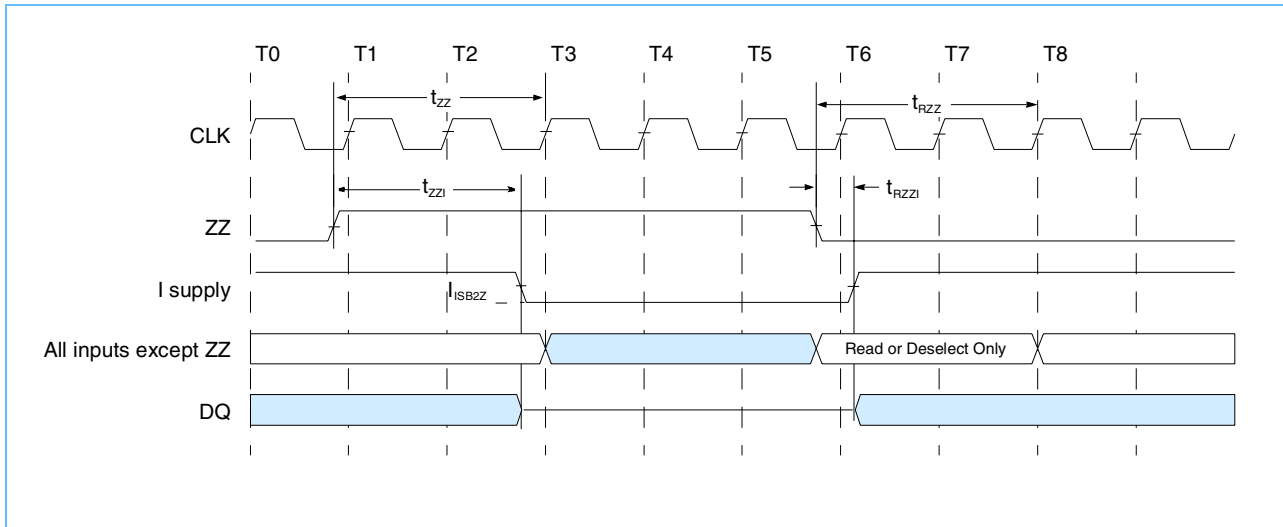 T0 T1 T2 T3 T4 T5 T6 T7 T8
tZZ tRZZ
CLK
tZZI tRZZI
ZZ
I supply
IISB2Z
All inputs except ZZ Read or Deselect Only
DQ